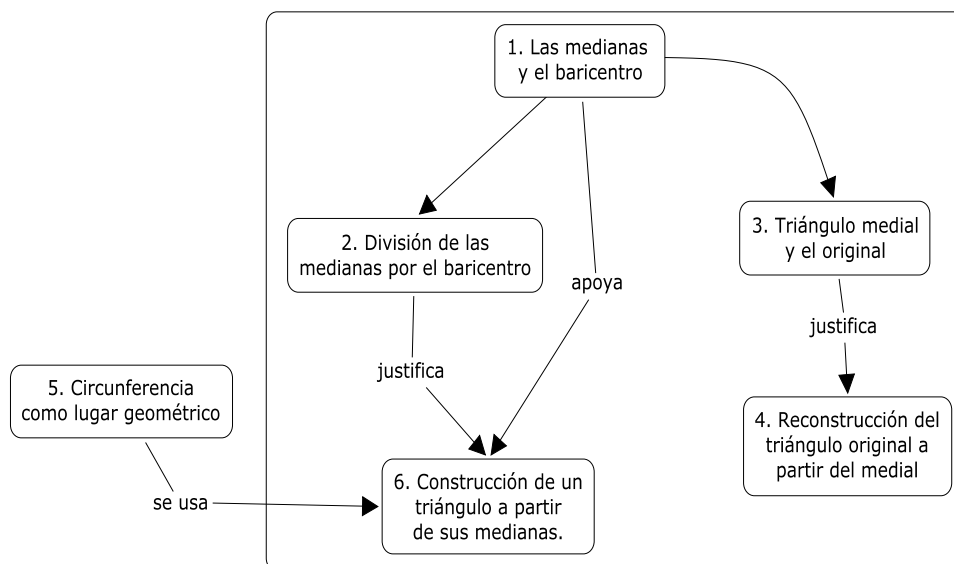 1. Las medianas
y el baricentro
2. División de las
medianas por el baricentro
3. Triángulo medial
y el original
apoya
justifica
justifica
5. Circunferencia
como lugar geométrico
4. Reconstrucción del
triángulo original a
partir del medial
se usa
6. Construcción de un
triángulo a partir
de sus medianas.